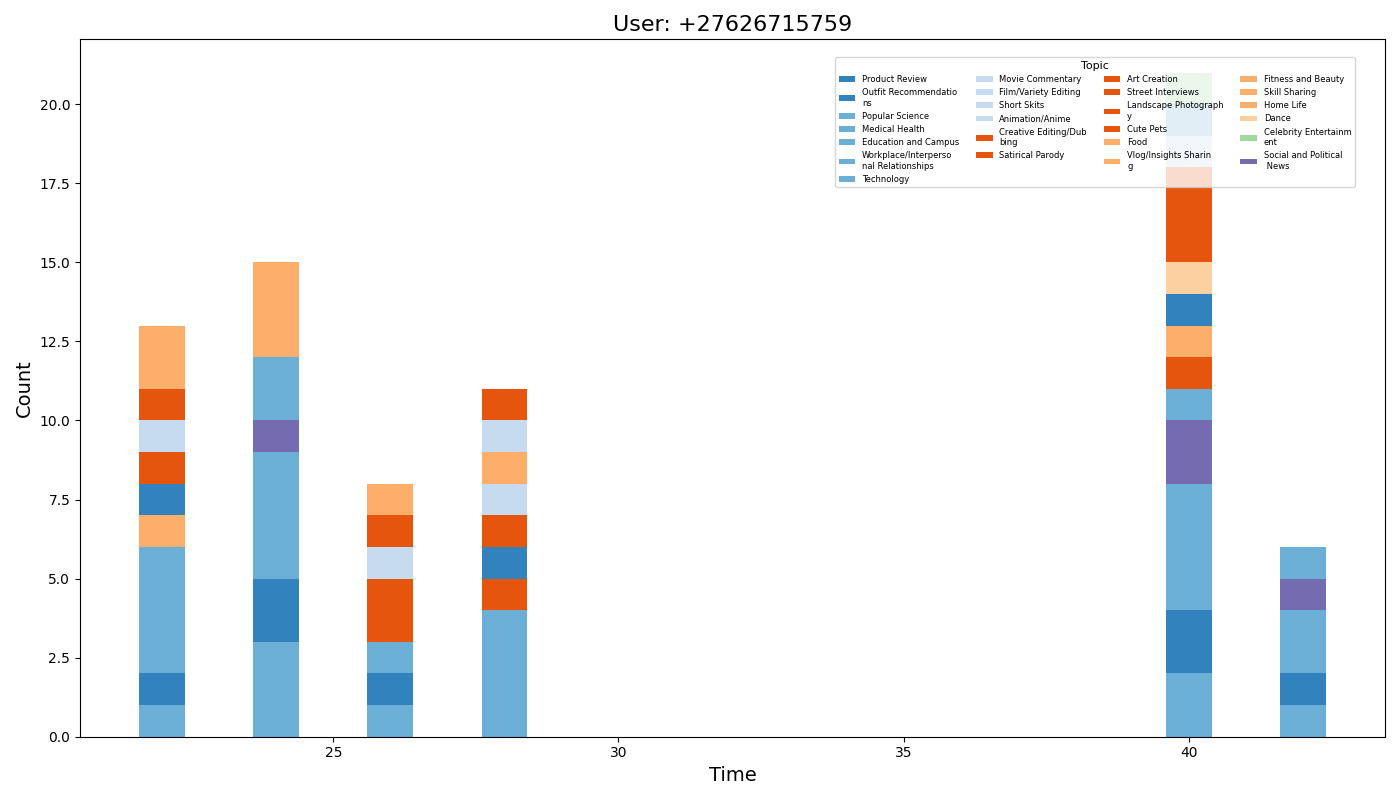 User: +27626715759
Topic
Product Review
Outfit Recommendatio
ns
Popular Science
Medical Health
Education and Campus
Workplace/Interperso
nal Relationships
Technology
Movie Commentary
Film/Variety Editing
Short Skits
Animation/Anime
Creative Editing/Dub
bing
Satirical Parody
Art Creation
Street Interviews
Landscape Photograph
y
Cute Pets
Food
Vlog/Insights Sharin
g
Fitness and Beauty
Skill Sharing
Home Life
Dance
Celebrity Entertainm
ent
Social and Political
News
Count
20.0
17.5
15.0
12.5
10.0
7.5
5.0
2.5
0.0
25
30
35
40
Time